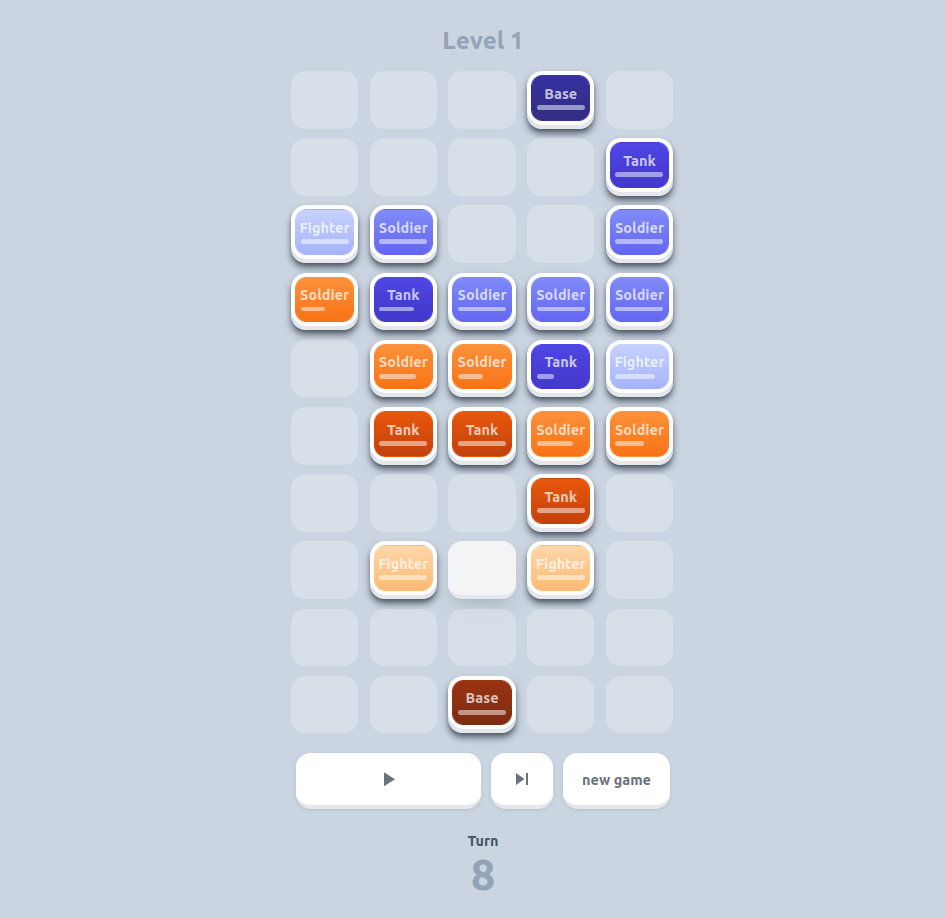 Level 1
Base
Tank
Fighter Soldier Soldier
Soldier Tank Soldier Soldier Soldier
Soldier Soldier Tank Fighter
Tank Tank Soldier Soldier
Tank
Fighter Fighter
Base
new game
Turn
8